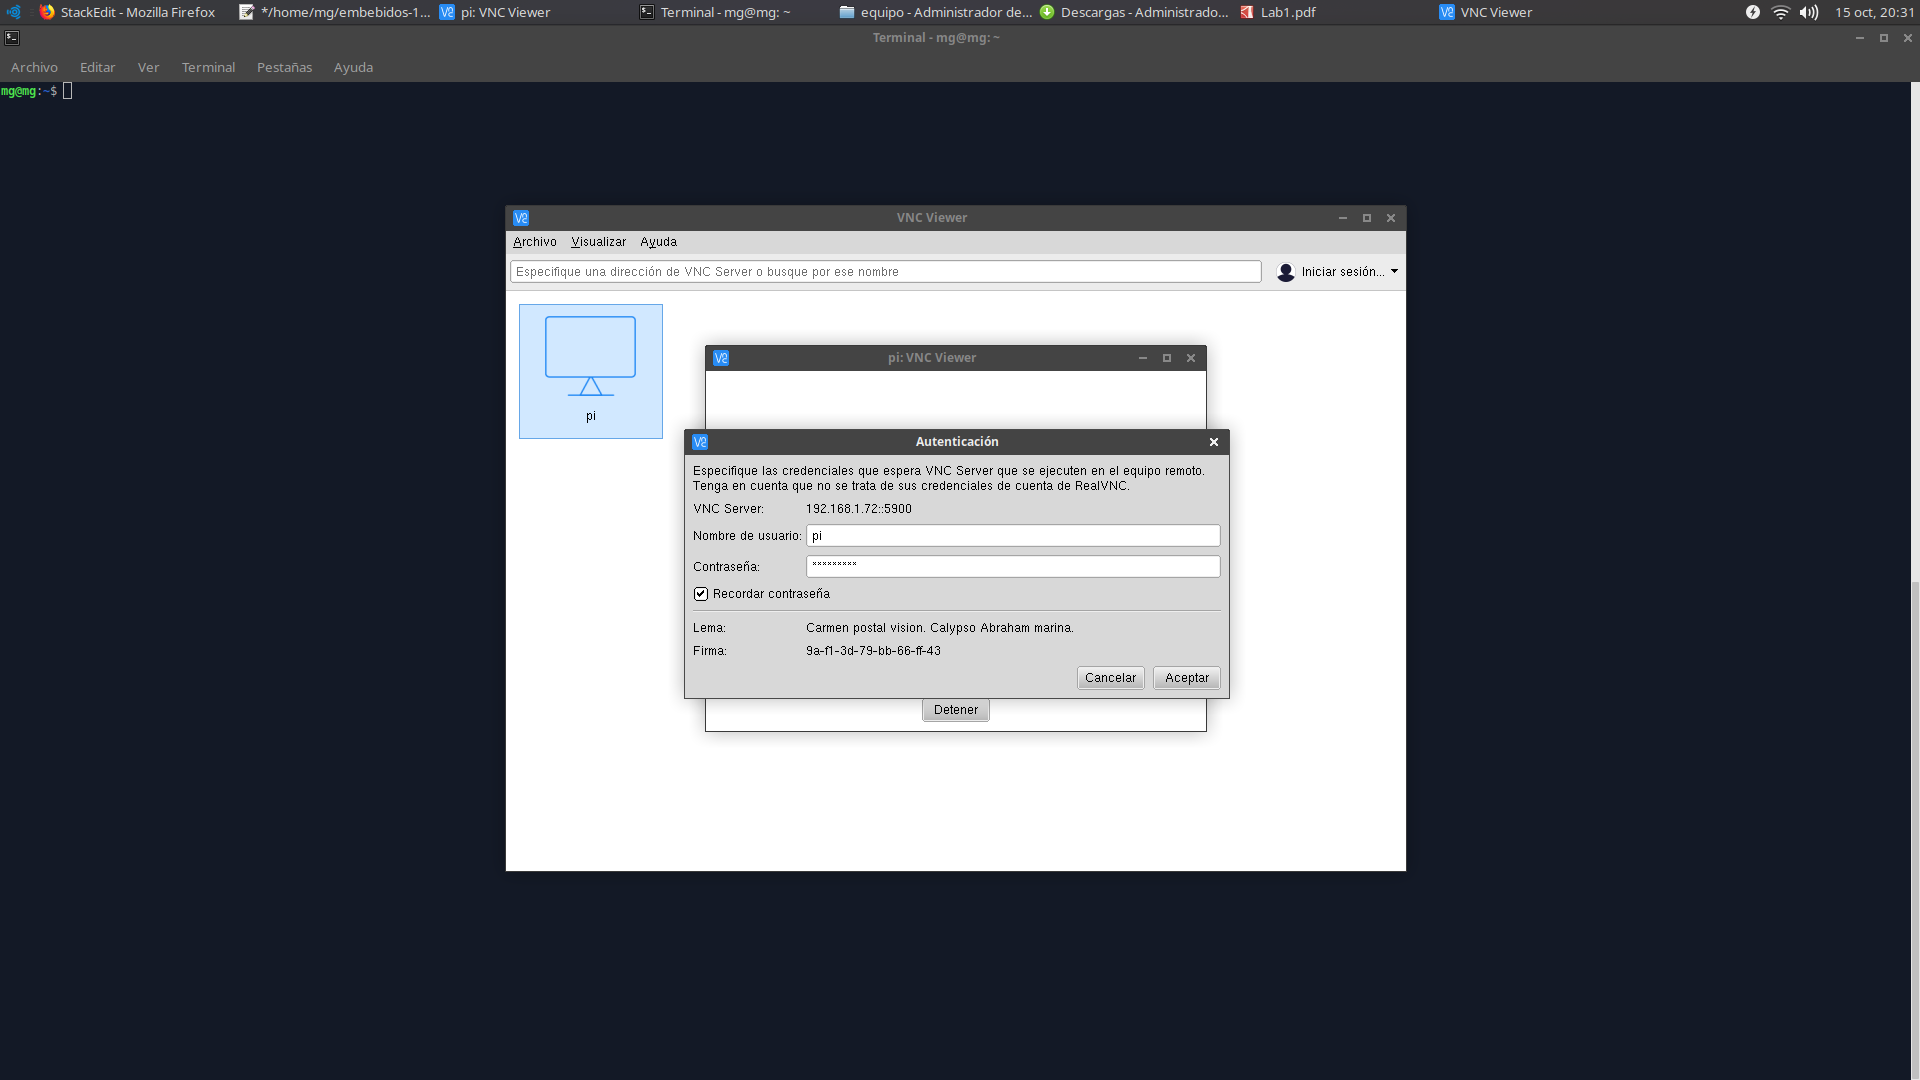 StackEdit - Mozilla Firefox
*/home/mg/embebidos-1...
pi: VNC Viewer
Terminal - mg@mg: ~
equipo - Administrador de...
Descargas - Administrado...
Lab1.pdf
VNC Viewer
15 oct, 20:31
Terminal - mg@mg: ~
Archivo Editar Ver Terminal Pestañas Ayuda
mg@mg:~$
VNC Viewer
Archivo Visualizar Ayuda
Especifique una dirección de VNC Server o busque por ese nombre
Iniciar sesión...
pi
pi: VNC Viewer
Autenticación
Especifique las credenciales que espera VNC Server que se ejecuten en el equipo remoto.
Tenga en cuenta que no se trata de sus credenciales de cuenta de RealVNC.
VNC Server: 192.168.1.72::5900
Nombre de usuario: pi
Contraseña: *********
Recordar contraseña
Lema: Carmen postal vision. Calypso Abraham marina.
Firma: 9a-f1-3d-79-bb-66-ff-43
Cancelar Aceptar
Detener